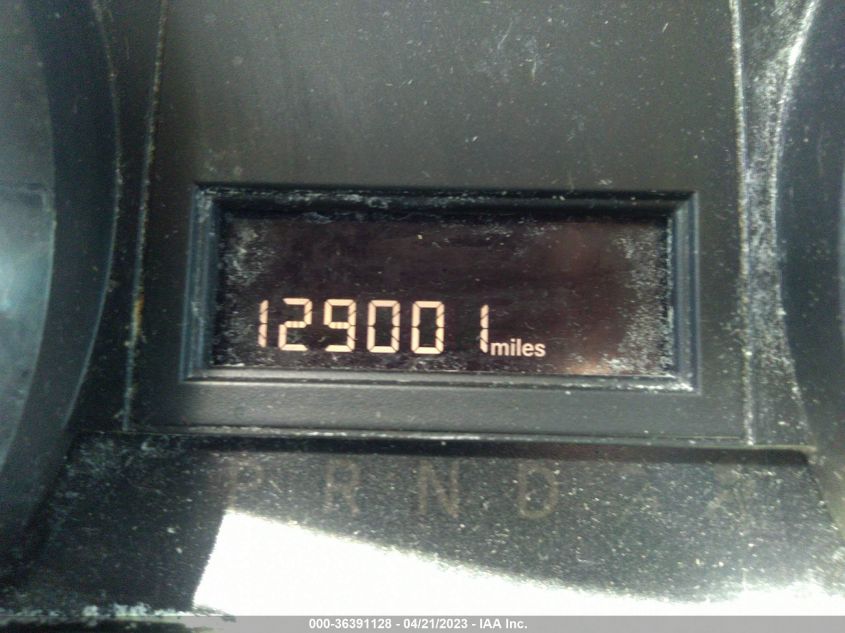 129001 miles
P R N D
000-36391128 - 04/21/2023 - IAA Inc.